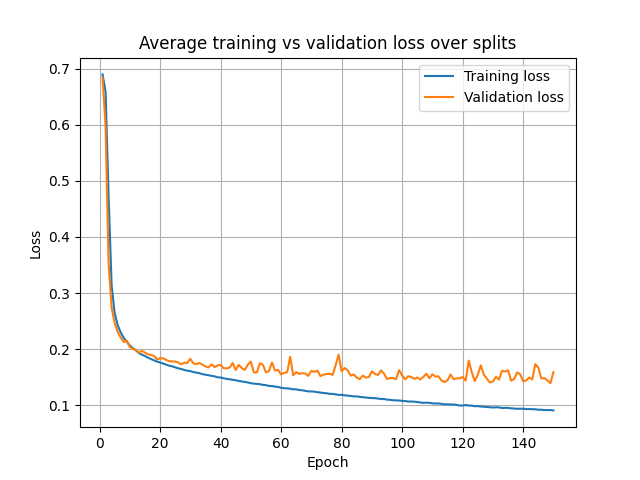 Average training vs validation loss over splits
Training loss
Validation loss
0.7
0.6
0.5
0.4
0.3
0.2
0.1
Loss
0 20 40 60 80 100 120 140
Epoch